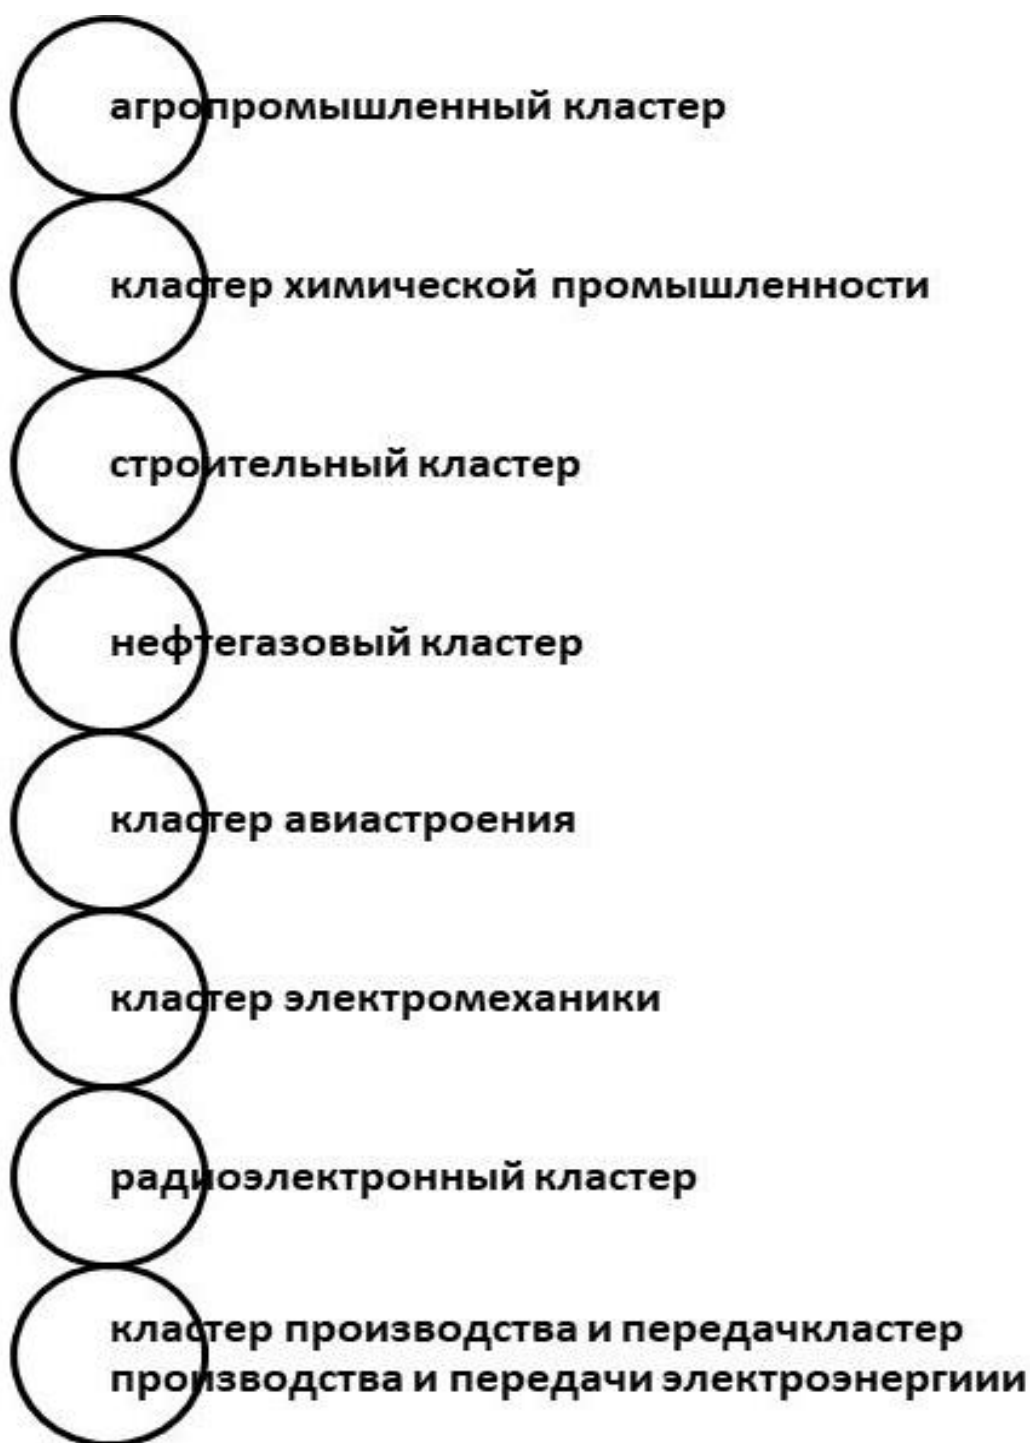 агропромышленный кластер
кластер химической промышленности
строительный кластер
нефтегазовый кластер
кластер авиастроения
кластер электромеханики
радиоэлектронный кластер
кластер производства и передачкластер
производства и передачи электроэнергиии